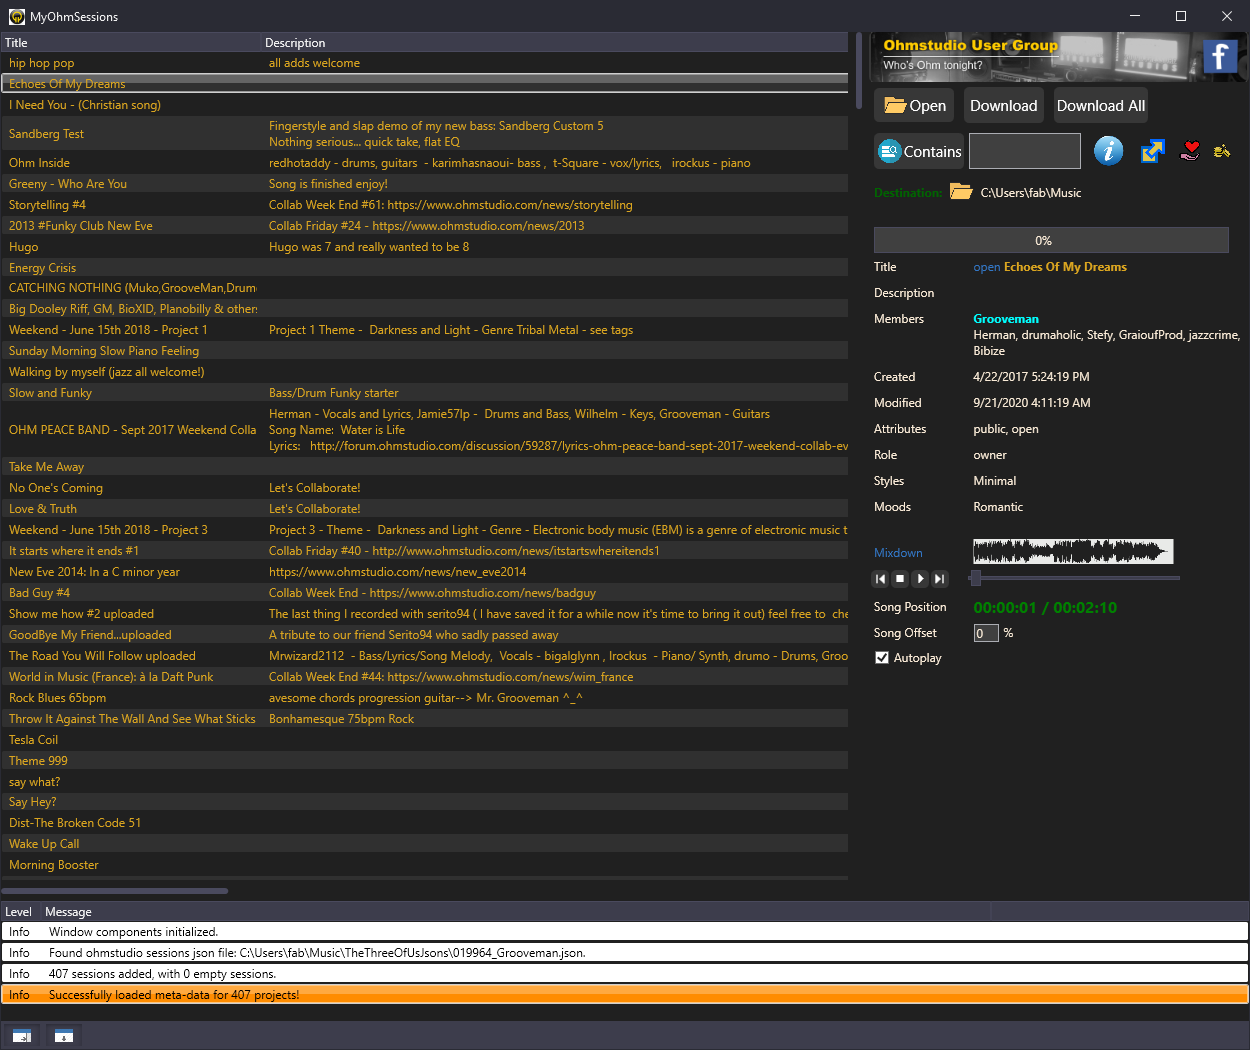 MyOhmSessions
Title Description
hip hop pop all adds welcome
Echoes Of My Dreams
I Need You - (Christian song)
Sandberg Test Fingerstyle and slap demo of my new bass: Sandberg Custom 5
Nothing serious... quick take, flat EQ
Ohm Inside redhotaddy - drums, guitars - karimhasnaoui- bass , t-Square - vox/lyrics, irockus - piano
Greeny - Who Are You Song is finished enjoy!
Storytelling #4 Collab Week End #61: https://www.ohmstudio.com/news/storytelling
2013 #Funky Club New Eve Collab Friday #24 - https://www.ohmstudio.com/news/2013
Hugo Hugo was 7 and really wanted to be 8
Energy Crisis
CATCHING NOTHING (Muko,GrooveMan,Drum
Big Dooley Riff, GM, BioXID, Planobilly & others
Weekend - June 15th 2018 - Project 1 Project 1 Theme - Darkness and Light - Genre Tribal Metal - see tags
Sunday Morning Slow Piano Feeling
Walking by myself (jazz all welcome!)
Slow and Funky Bass/Drum Funky starter
OHM PEACE BAND - Sept 2017 Weekend Colla Herman - Vocals and Lyrics, Jamie57lp - Drums and Bass, Wilhelm - Keys, Grooveman - Guitars
Song Name: Water is Life
Lyrics: http://forum.ohmstudio.com/discussion/59287/lyrics-ohm-peace-band-sept-2017-weekend-collab-ev
Take Me Away
No One's Coming Let's Collaborate!
Love & Truth Let's Collaborate!
Weekend - June 15th 2018 - Project 3 Project 3 - Theme - Darkness and Light - Genre - Electronic body music (EBM) is a genre of electronic music t
It starts where it ends #1 Collab Friday #40 - http://www.ohmstudio.com/news/itstartswhereitends1
New Eve 2014: In a C minor year https://www.ohmstudio.com/news/new_eve2014
Bad Guy #4 Collab Week End - https://www.ohmstudio.com/news/badguy
Show me how #2 uploaded The last thing I recorded with serito94 ( I have saved it for a while now it's time to bring it out) feel free to che
GoodBye My Friend...uploaded A tribute to our friend Serito94 who sadly passed away
The Road You Will Follow uploaded Mrwizard2112 - Bass/Lyrics/Song Melody, Vocals - bigalglynn , Irockus - Piano/ Synth, drumo - Drums, Groo
World in Music (France): à la Daft Punk Collab Week End #44: https://www.ohmstudio.com/news/wim_france
Rock Blues 65bpm avesome chords progression guitar--> Mr. Grooveman ^_^
Throw It Against The Wall And See What Sticks Bonhamesque 75bpm Rock
Tesla Coil
Theme 999
say what?
Say Hey?
Dist-The Broken Code 51
Wake Up Call
Morning Booster
Ohmstudio User Group
Who's Ohm tonight?
f
Open Download Download All
Contains
i
Destination: C:\Users\fab\Music
0%
Title open Echoes Of My Dreams
Description
Members Grooveman
Herman, drumaholic, Stefy, GraioufProd, jazzcrime,
Bibize
Created 4/22/2017 5:24:19 PM
Modified 9/21/2020 4:11:19 AM
Attributes public, open
Role owner
Styles Minimal
Moods Romantic
Mixdown
Song Position 00:00:01 / 00:02:10
Song Offset 0 %
Autoplay
Level Message
Info Window components initialized.
Info Found ohmstudio sessions json file: C:\Users\fab\Music\TheThreeOfUsJsons\019964_Grooveman.json.
Info 407 sessions added, with 0 empty sessions.
Info Successfully loaded meta-data for 407 projects!